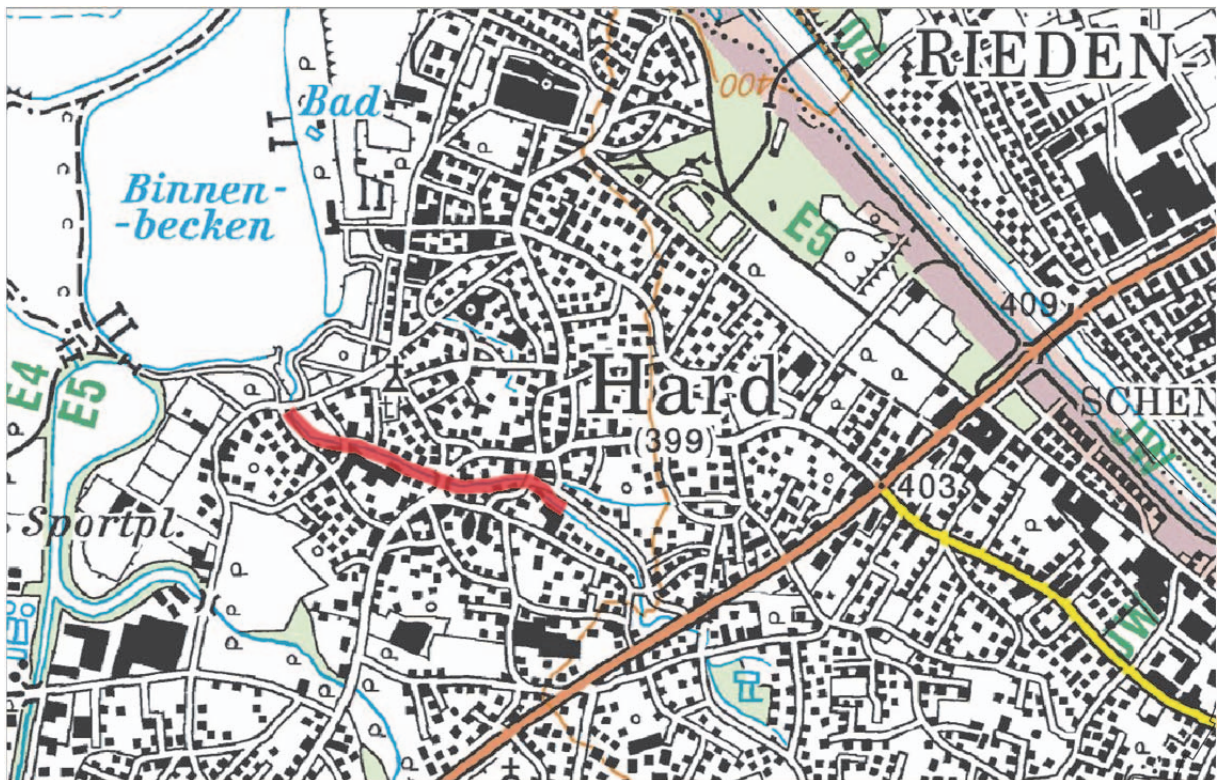 RIEDEN-
400
Bad
Binnen-
-becken
E5
409
Hard
(399)
SCHEN
E4
E5
403
Sportpl.
JW